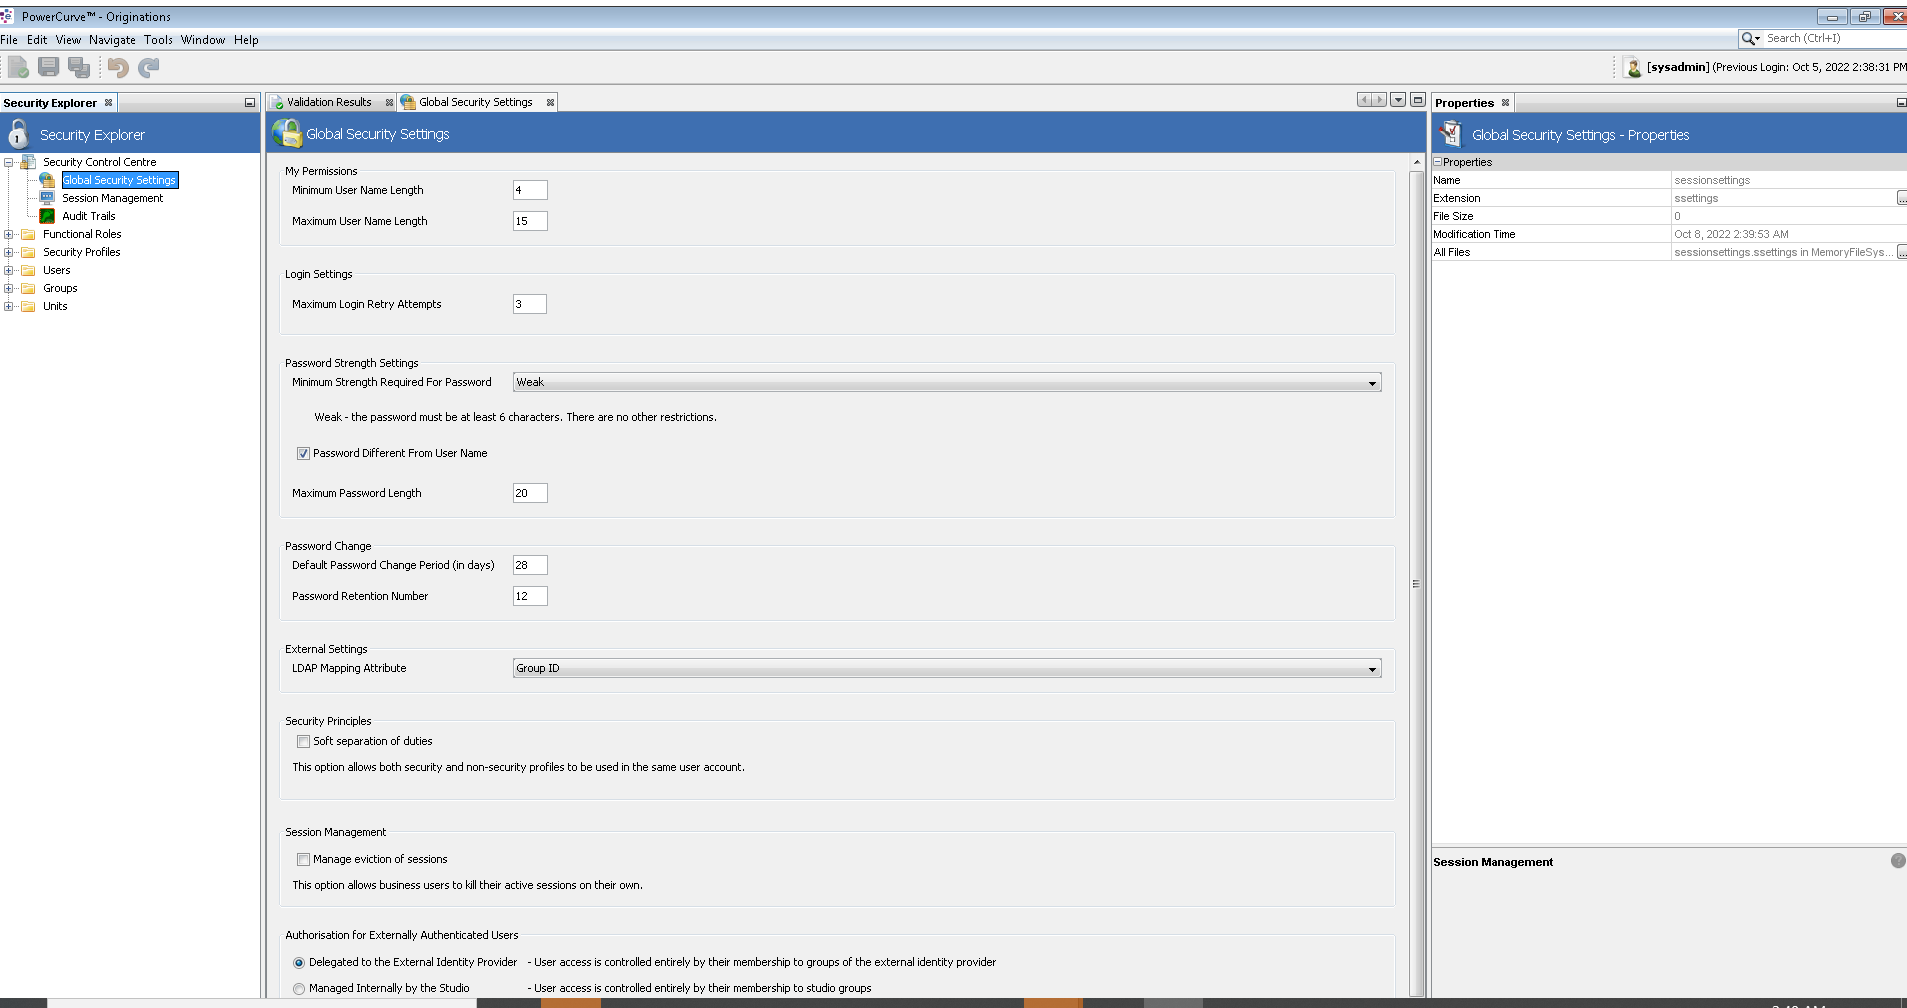 PowerCurve™ - Originations
File Edit View Navigate Tools Window Help
Search (Ctrl+I)
[sysadmin] (Previous Login: Oct 5, 2022 2:38:31 PM
Security Explorer
Validation Results
Global Security Settings
Properties
Security Explorer
Global Security Settings
Global Security Settings - Properties
Security Control Centre
Global Security Settings
Session Management
Audit Trails
Functional Roles
Security Profiles
Users
Groups
Units
My Permissions
Minimum User Name Length 4
Maximum User Name Length 15
Login Settings
Maximum Login Retry Attempts 3
Password Strength Settings
Minimum Strength Required For Password Weak
Weak - the password must be at least 6 characters. There are no other restrictions.
Password Different From User Name
Maximum Password Length 20
Password Change
Default Password Change Period (in days) 28
Password Retention Number 12
External Settings
LDAP Mapping Attribute Group ID
Security Principles
Soft separation of duties
This option allows both security and non-security profiles to be used in the same user account.
Session Management
Manage eviction of sessions
This option allows business users to kill their active sessions on their own.
Authorisation for Externally Authenticated Users
Delegated to the External Identity Provider - User access is controlled entirely by their membership to groups of the external identity provider
Managed Internally by the Studio - User access is controlled entirely by their membership to studio groups
Properties
Name sessionsettings
Extension ssettings
...
File Size 0
Modification Time Oct 8, 2022 2:39:53 AM
All Files sessionsettings.ssettings in MemoryFileSys...
...
Session Management
?